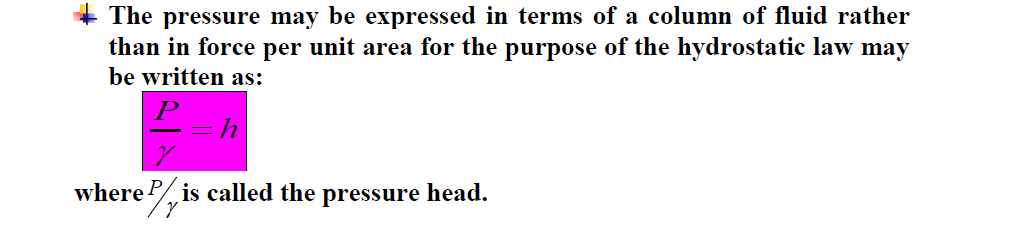 The pressure may be expressed in terms of a column of fluid rather
than in force per unit area for the purpose of the hydrostatic law may
be written as:
P/γ = h
where P/γ is called the pressure head.